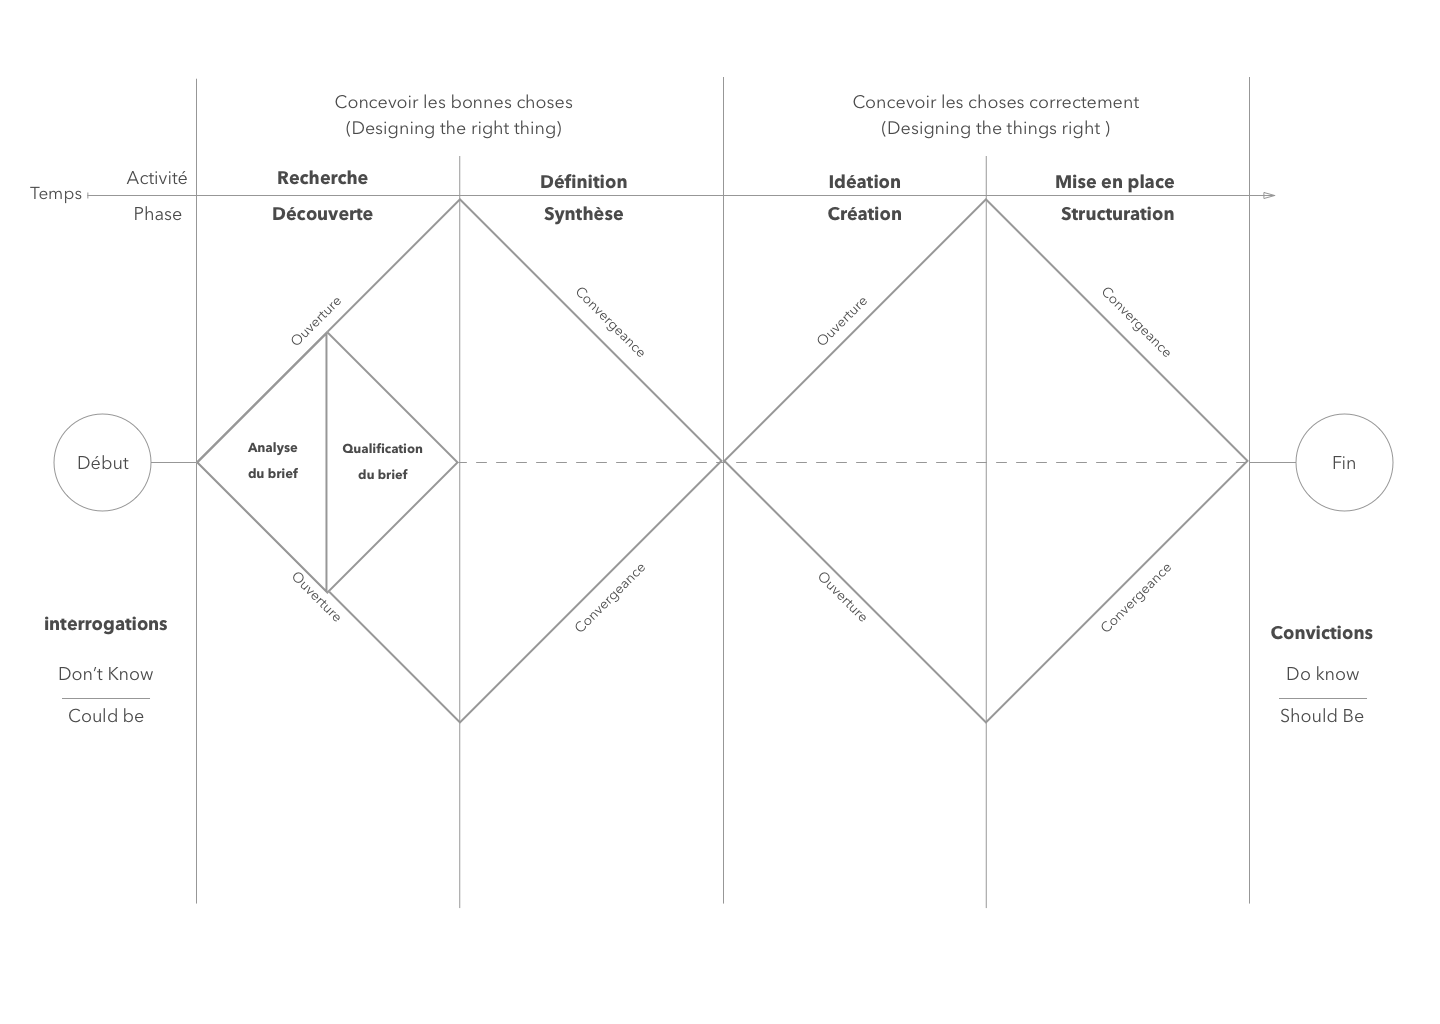 Concevoir les bonnes choses
(Designing the right thing)
Concevoir les choses correctement
(Designing the things right )
Temps
Activité
Recherche
Définition
Idéation
Mise en place
Phase
Découverte
Synthèse
Création
Structuration
Ouverture
Convergeance
Ouverture
Convergeance
Début
Analyse
du brief
Qualification
du brief
Fin
Ouverture
Convergeance
Ouverture
Convergeance
interrogations
Don’t Know
Could be
Convictions
Do know
Should Be